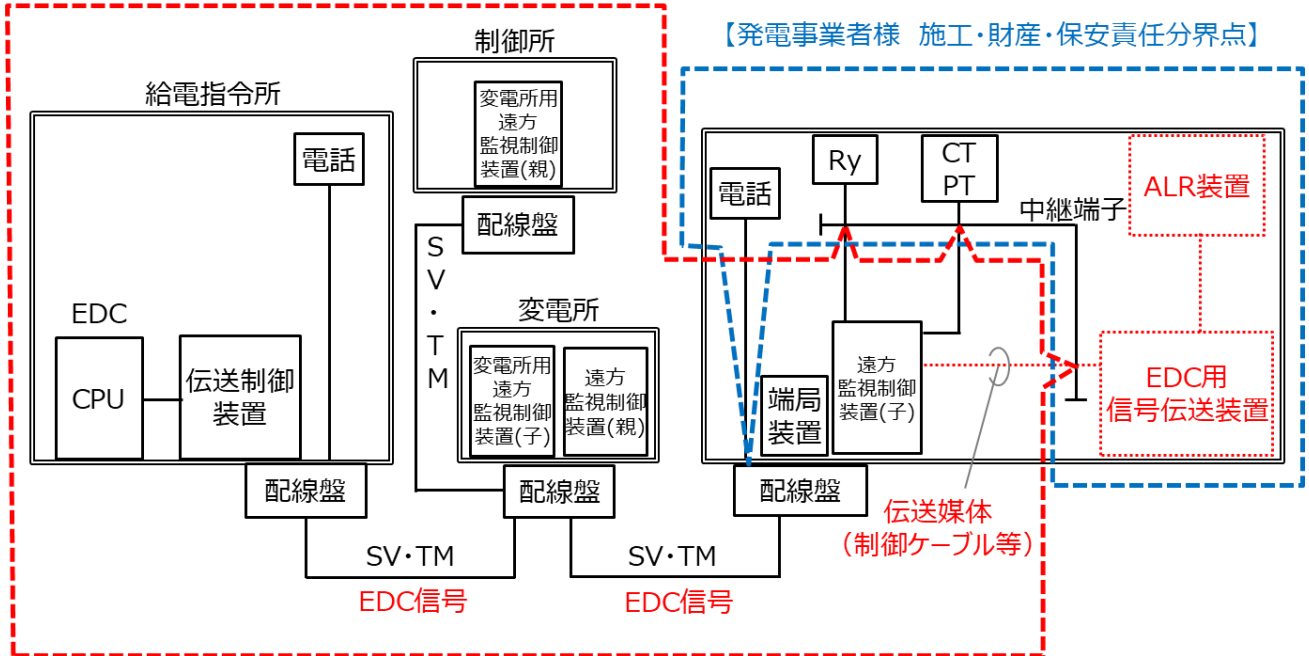 【発電事業者様 施工・財産・保安責任分界点】
制御所
変電所用
遠方
監視制御
装置(親)
配線盤
給電指令所
電話
EDC
CPU
伝送制御
装置
配線盤
S
V
・
T
M
変電所
変電所用
遠方
監視制御
装置(子)
遠方
監視制御
装置(親)
配線盤
SV・TM
EDC信号
SV・TM
EDC信号
電話
Ry
CT
PT
中継端子
ALR装置
端局
装置
遠方
監視制御
装置(子)
EDC用
信号伝送装置
配線盤
伝送媒体
（制御ケーブル等）